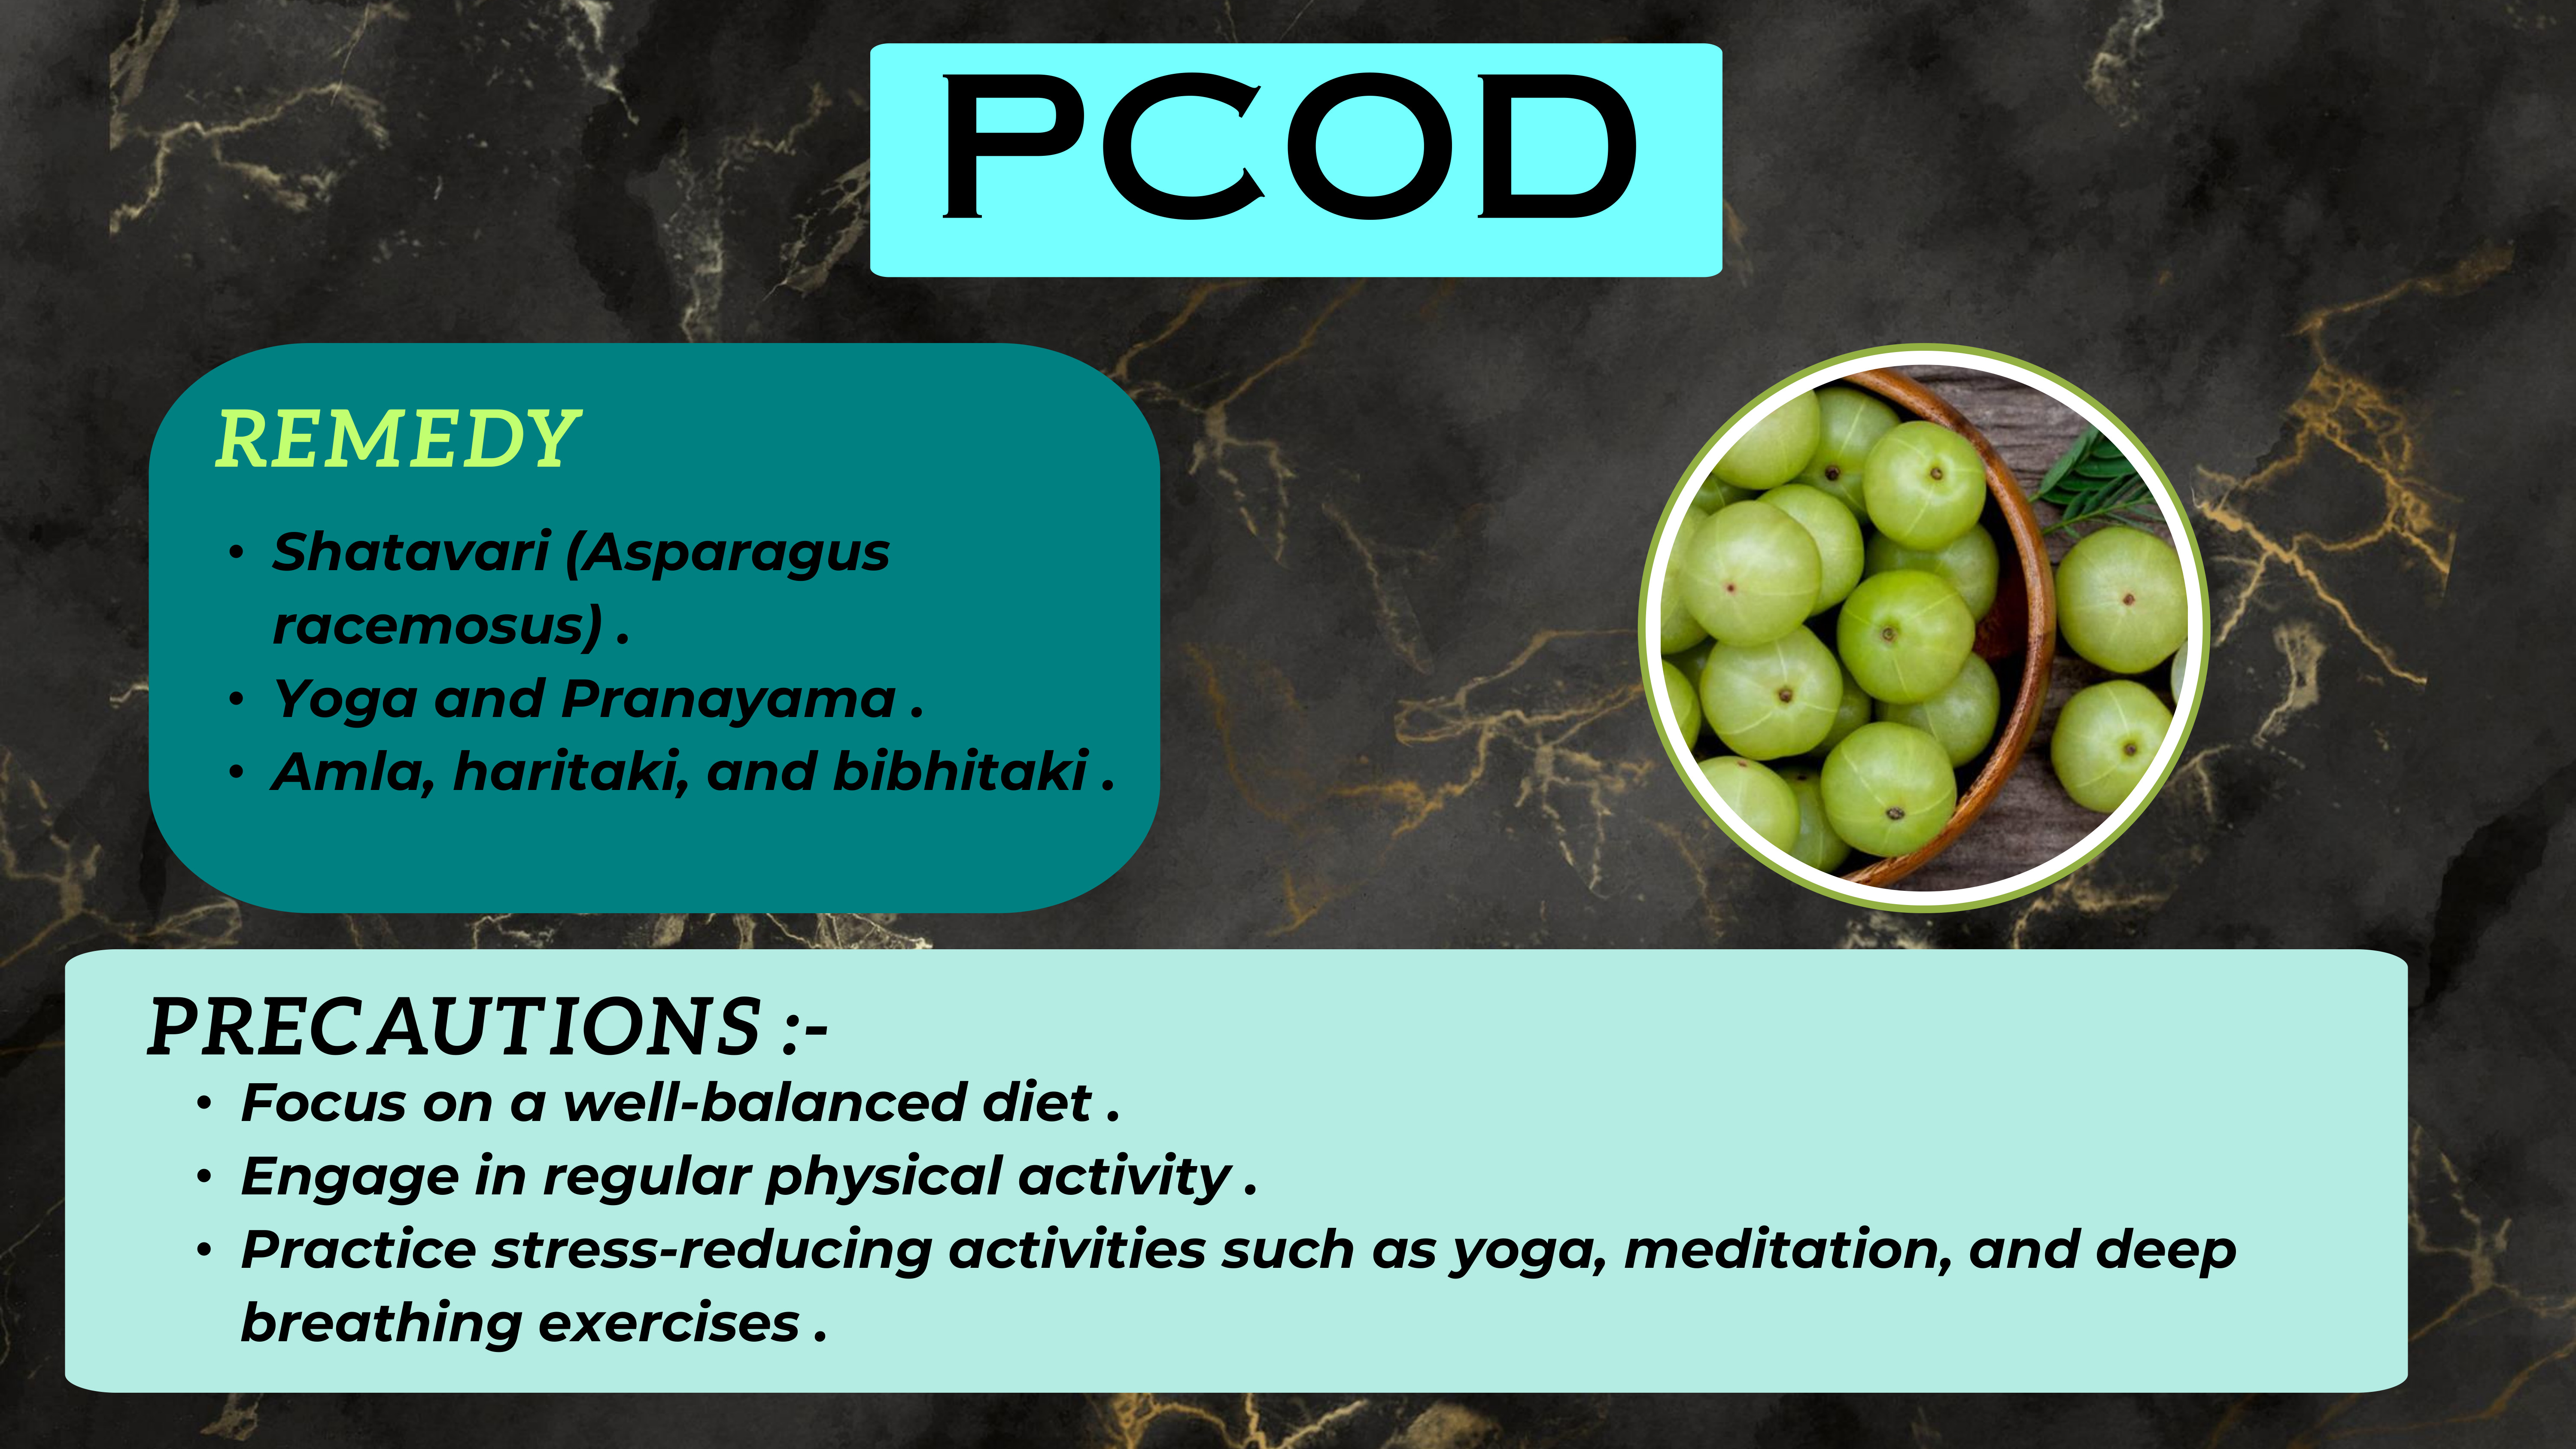 PCOD
REMEDY
• Shatavari (Asparagus
racemosus) .
• Yoga and Pranayama .
• Amla, haritaki, and bibhitaki .
PRECAUTIONS :-
• Focus on a well-balanced diet .
• Engage in regular physical activity .
• Practice stress-reducing activities such as yoga, meditation, and deep
breathing exercises .